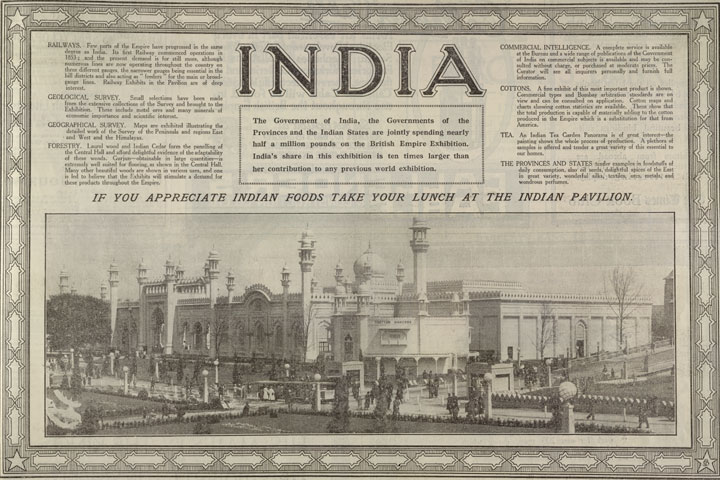 INDIA
RAILWAYS. Few parts of the Empire have progressed in the same
degree as India. Its first Railway commenced operations in
1853; and the present demand is for still more, although
numerous lines are now operating throughout the country on
three different gauges, the narrower gauges being essential in the
hill districts and also acting as "feeders" for the main or broad-
gauge lines. Railway Exhibits in the Pavilion are of deep
interest.
GEOLOGICAL SURVEY. Small selections have been made
from the extensive collections of the Survey and brought to the
Exhibition. These include metal ores and many minerals of
economic importance and scientific interest.
GEOGRAPHICAL SURVEY. Maps are exhibited illustrating the
detailed work of the Survey of the Peninsula and regions East
and West and the Himalayas.
FORESTRY. Laurel wood and Indian Cedar form the panelling of
the Central Hall and afford delightful evidence of the adaptability
of these woods. Gurjun—obtainable in large quantities—is
extremely well suited for flooring, as shown in the Central Hall.
Many other beautiful woods are shown in various uses, and one
is led to believe that the Exhibits will stimulate a demand for
these products throughout the Empire.
The Government of India, the Governments of the
Provinces and the Indian States are jointly spending nearly
half a million pounds on the British Empire Exhibition.
India's share in this exhibition is ten times larger than
her contribution to any previous world exhibition.
COMMERCIAL INTELLIGENCE. A complete service is available
at the Bureau and a wide range of publications of the Government
of India on commercial subjects is available and may be con-
sulted without charge, or purchased at moderate prices. The
Curator will see all inquirers personally and furnish full
information.
COTTONS. A fine exhibit of this most important product is shown.
Commercial types and Bombay arbitration standards are on
view and can be consulted on application. Cotton maps and
charts showing cotton statistics are available. These show that
the total production is capable of materially adding to the cotton
produced in the Empire which is a substitution for that from
America.
TEA. An Indian Tea Garden Panorama is of great interest—the
painting shows the whole process of production. A plethora of
samples is offered and tender a great variety of this essential to
our homes.
THE PROVINCES AND STATES tender examples in foodstuffs of
daily consumption, also oil seeds, delightful spices of the East
in great variety, wonderful silks, textiles, ores, metals, and
wondrous perfumes.
IF YOU APPRECIATE INDIAN FOODS TAKE YOUR LUNCH AT THE INDIAN PAVILION.